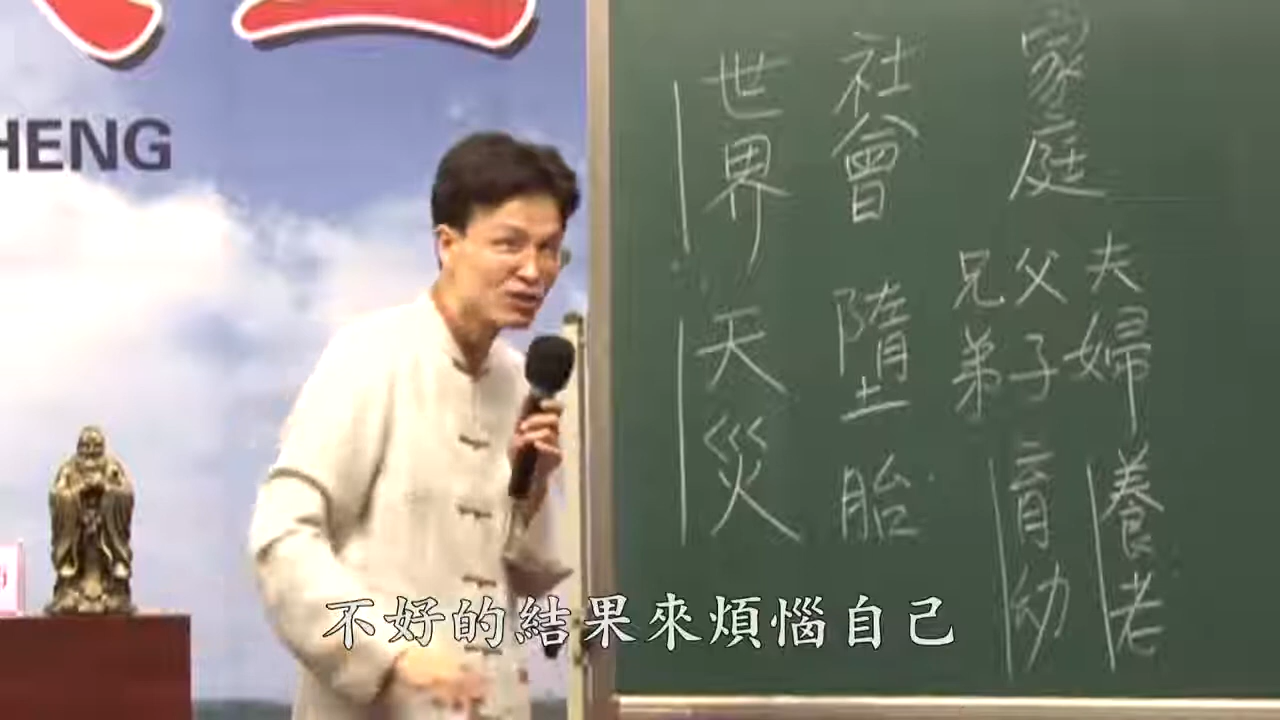 HENG
家庭
夫婦
父子
兄弟
養老
育幼
社會
墮胎
世界
天災
不好的結果來煩惱自己